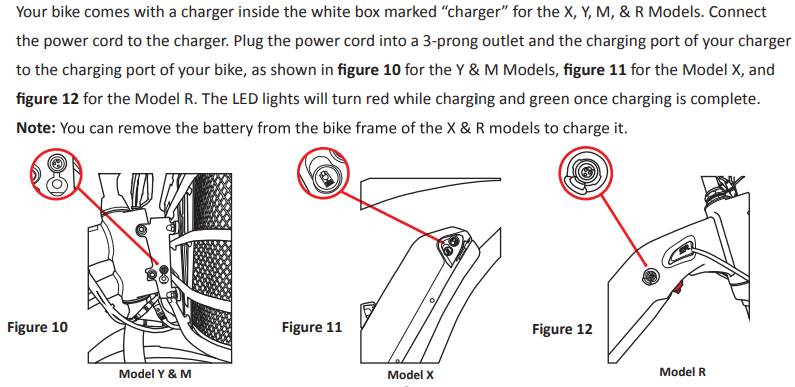 Your bike comes with a charger inside the white box marked “charger” for the X, Y, M, & R Models. Connect
the power cord to the charger. Plug the power cord into a 3-prong outlet and the charging port of your charger
to the charging port of your bike, as shown in figure 10 for the Y & M Models, figure 11 for the Model X, and
figure 12 for the Model R. The LED lights will turn red while charging and green once charging is complete.
Note: You can remove the battery from the bike frame of the X & R models to charge it.
Figure 10
Figure 11
Figure 12
Model Y & M
Model X
Model R